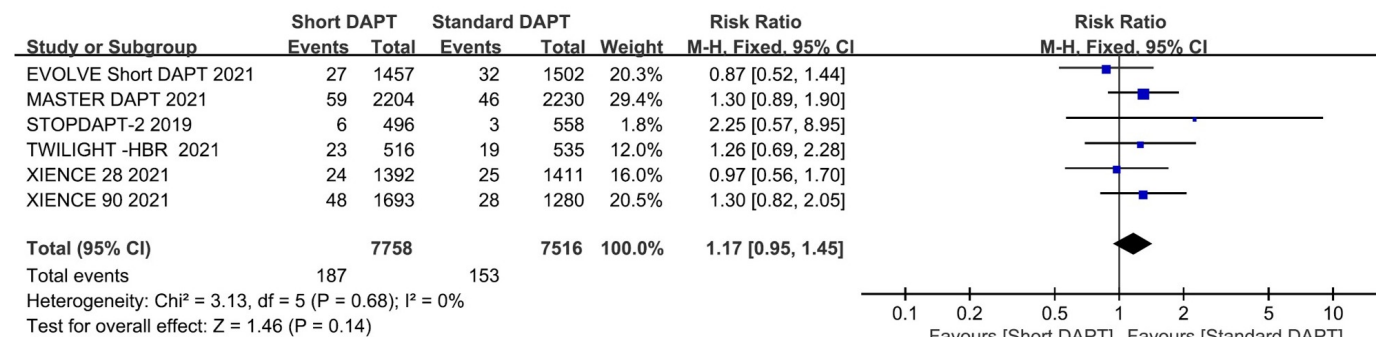 Short DAPT Standard DAPT Risk Ratio Risk Ratio
Study or Subgroup Events Total Events Total Weight M-H, Fixed, 95% CI M-H, Fixed, 95% CI
EVOLVE Short DAPT 2021 27 1457 32 1502 20.3% 0.87 [0.52, 1.44]
MASTER DAPT 2021 59 2204 46 2230 29.4% 1.30 [0.89, 1.90]
STOPDAPT-2 2019 6 496 3 558 1.8% 2.25 [0.57, 8.95]
TWILIGHT -HBR 2021 23 516 19 535 12.0% 1.26 [0.69, 2.28]
XIENCE 28 2021 24 1392 25 1411 16.0% 0.97 [0.56, 1.70]
XIENCE 90 2021 48 1693 28 1280 20.5% 1.30 [0.82, 2.05]
Total (95% CI) 7758 7516 100.0% 1.17 [0.95, 1.45]
Total events 187 153
Heterogeneity: Chi² = 3.13, df = 5 (P = 0.68); I² = 0%
Test for overall effect: Z = 1.46 (P = 0.14)
0.1 0.2 0.5 1 2 5 10
Favours [Short DAPT] Favours [Standard DAPT]